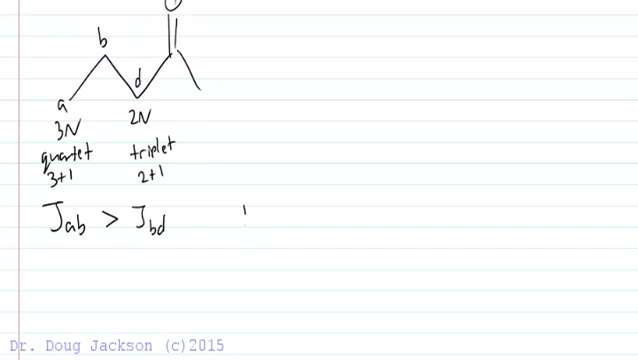 O
b
d
a
3N 2N
quartet triplet
3+1 2+1
Jab > Jbd
Dr. Doug Jackson (c)2015